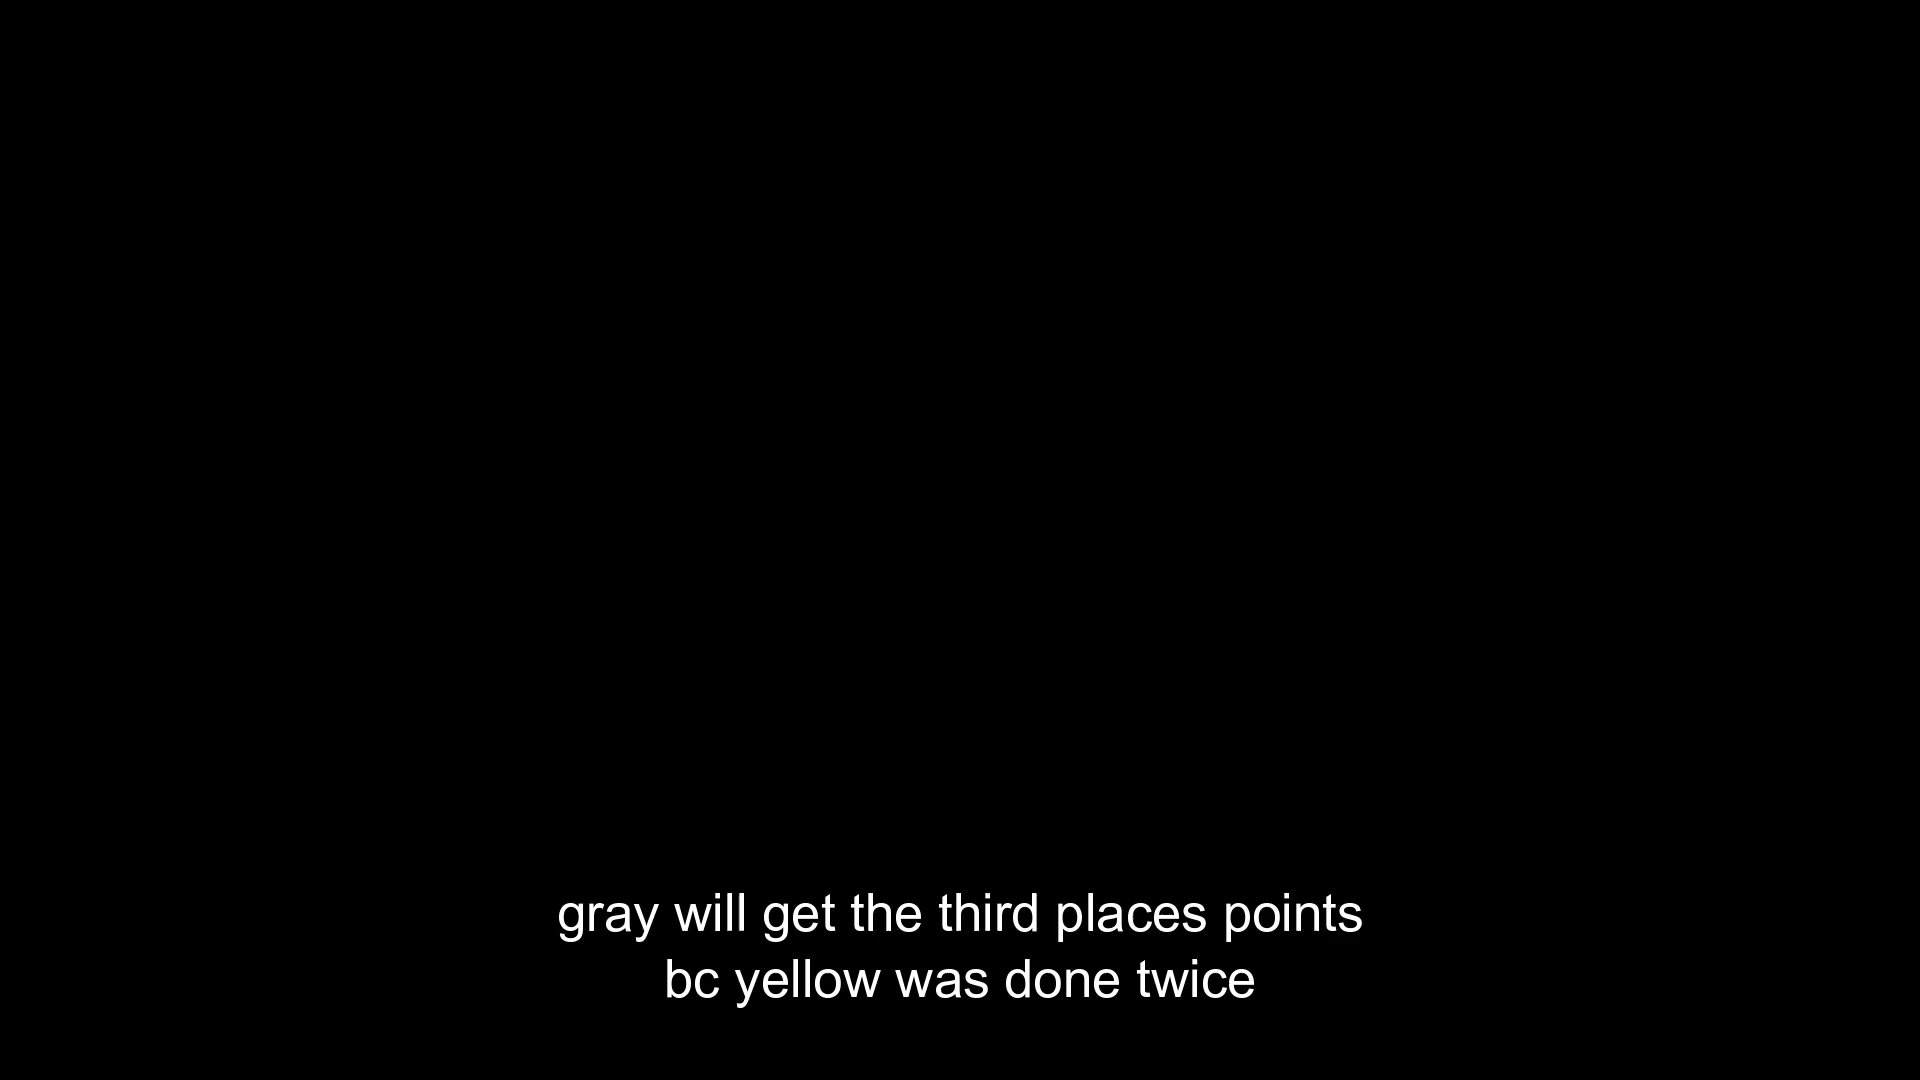 gray will get the third places points
bc yellow was done twice